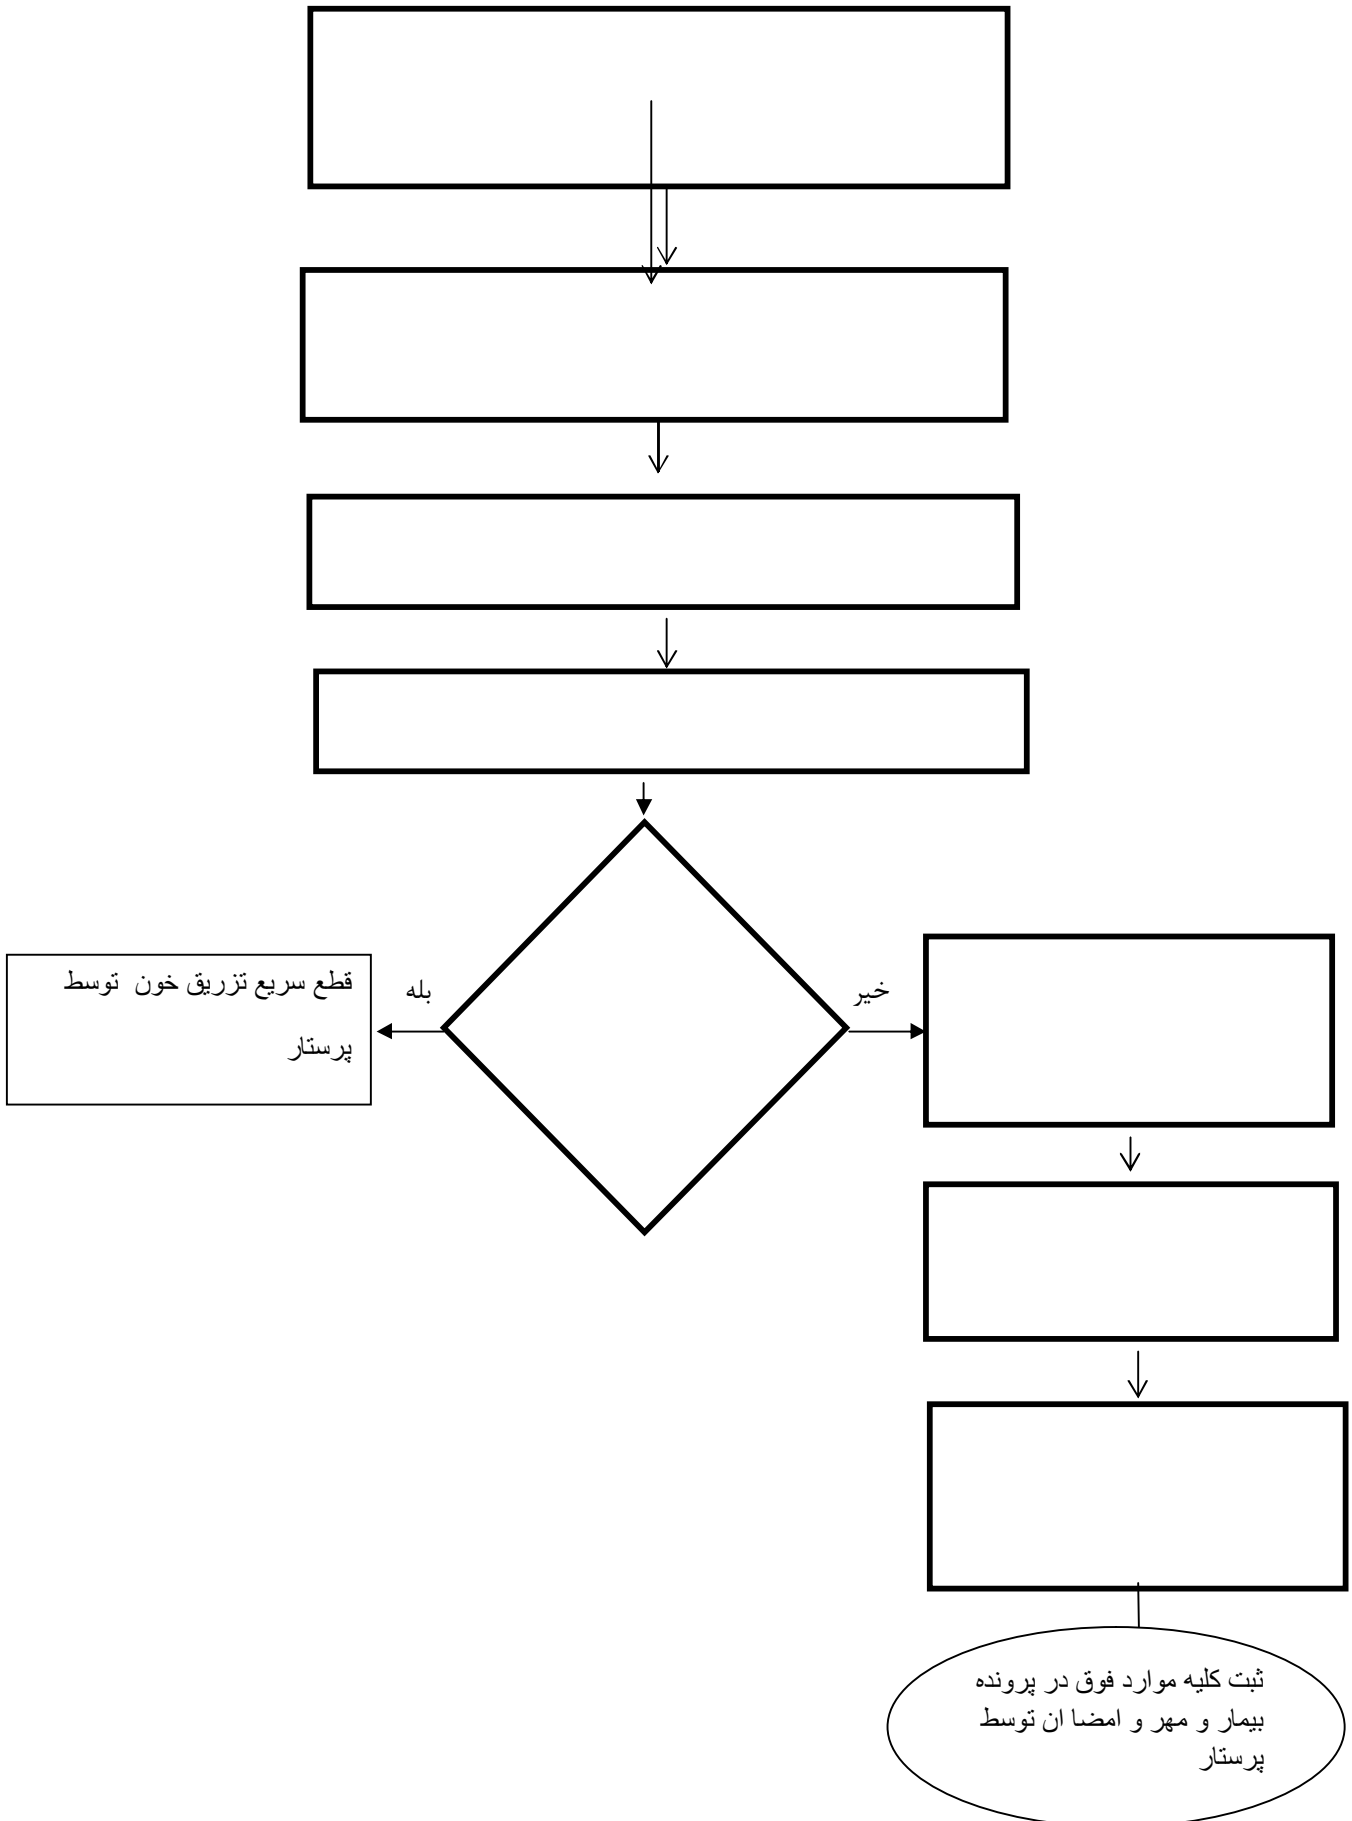 خیر
بله
قطع سریع تزریق خون توسط
پرستار
ثبت کلیه موارد فوق در پرونده
بیمار و مهر و امضا ان توسط
پرستار